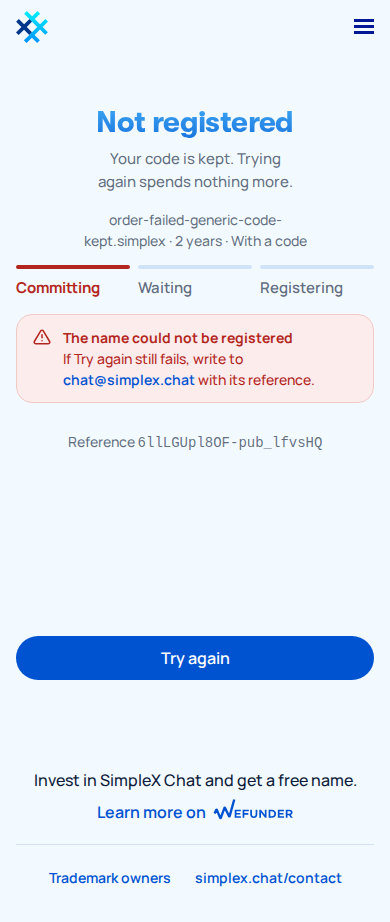 Not registered
Your code is kept. Trying
again spends nothing more.
order-failed-generic-code-
kept.simplex · 2 years · With a code
Committing Waiting Registering
The name could not be registered
If Try again still fails, write to
chat@simplex.chat with its reference.
Reference 6llLGUpl8OF-pub_lfvsHQ
Try again
Invest in SimpleX Chat and get a free name.
Learn more on WEFUNDER
Trademark owners simplex.chat/contact